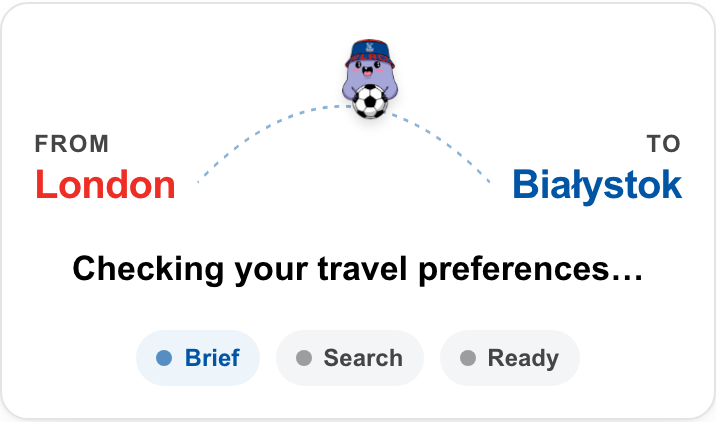 FROM
TO
London
Białystok
Checking your travel preferences…
Brief
Search
Ready